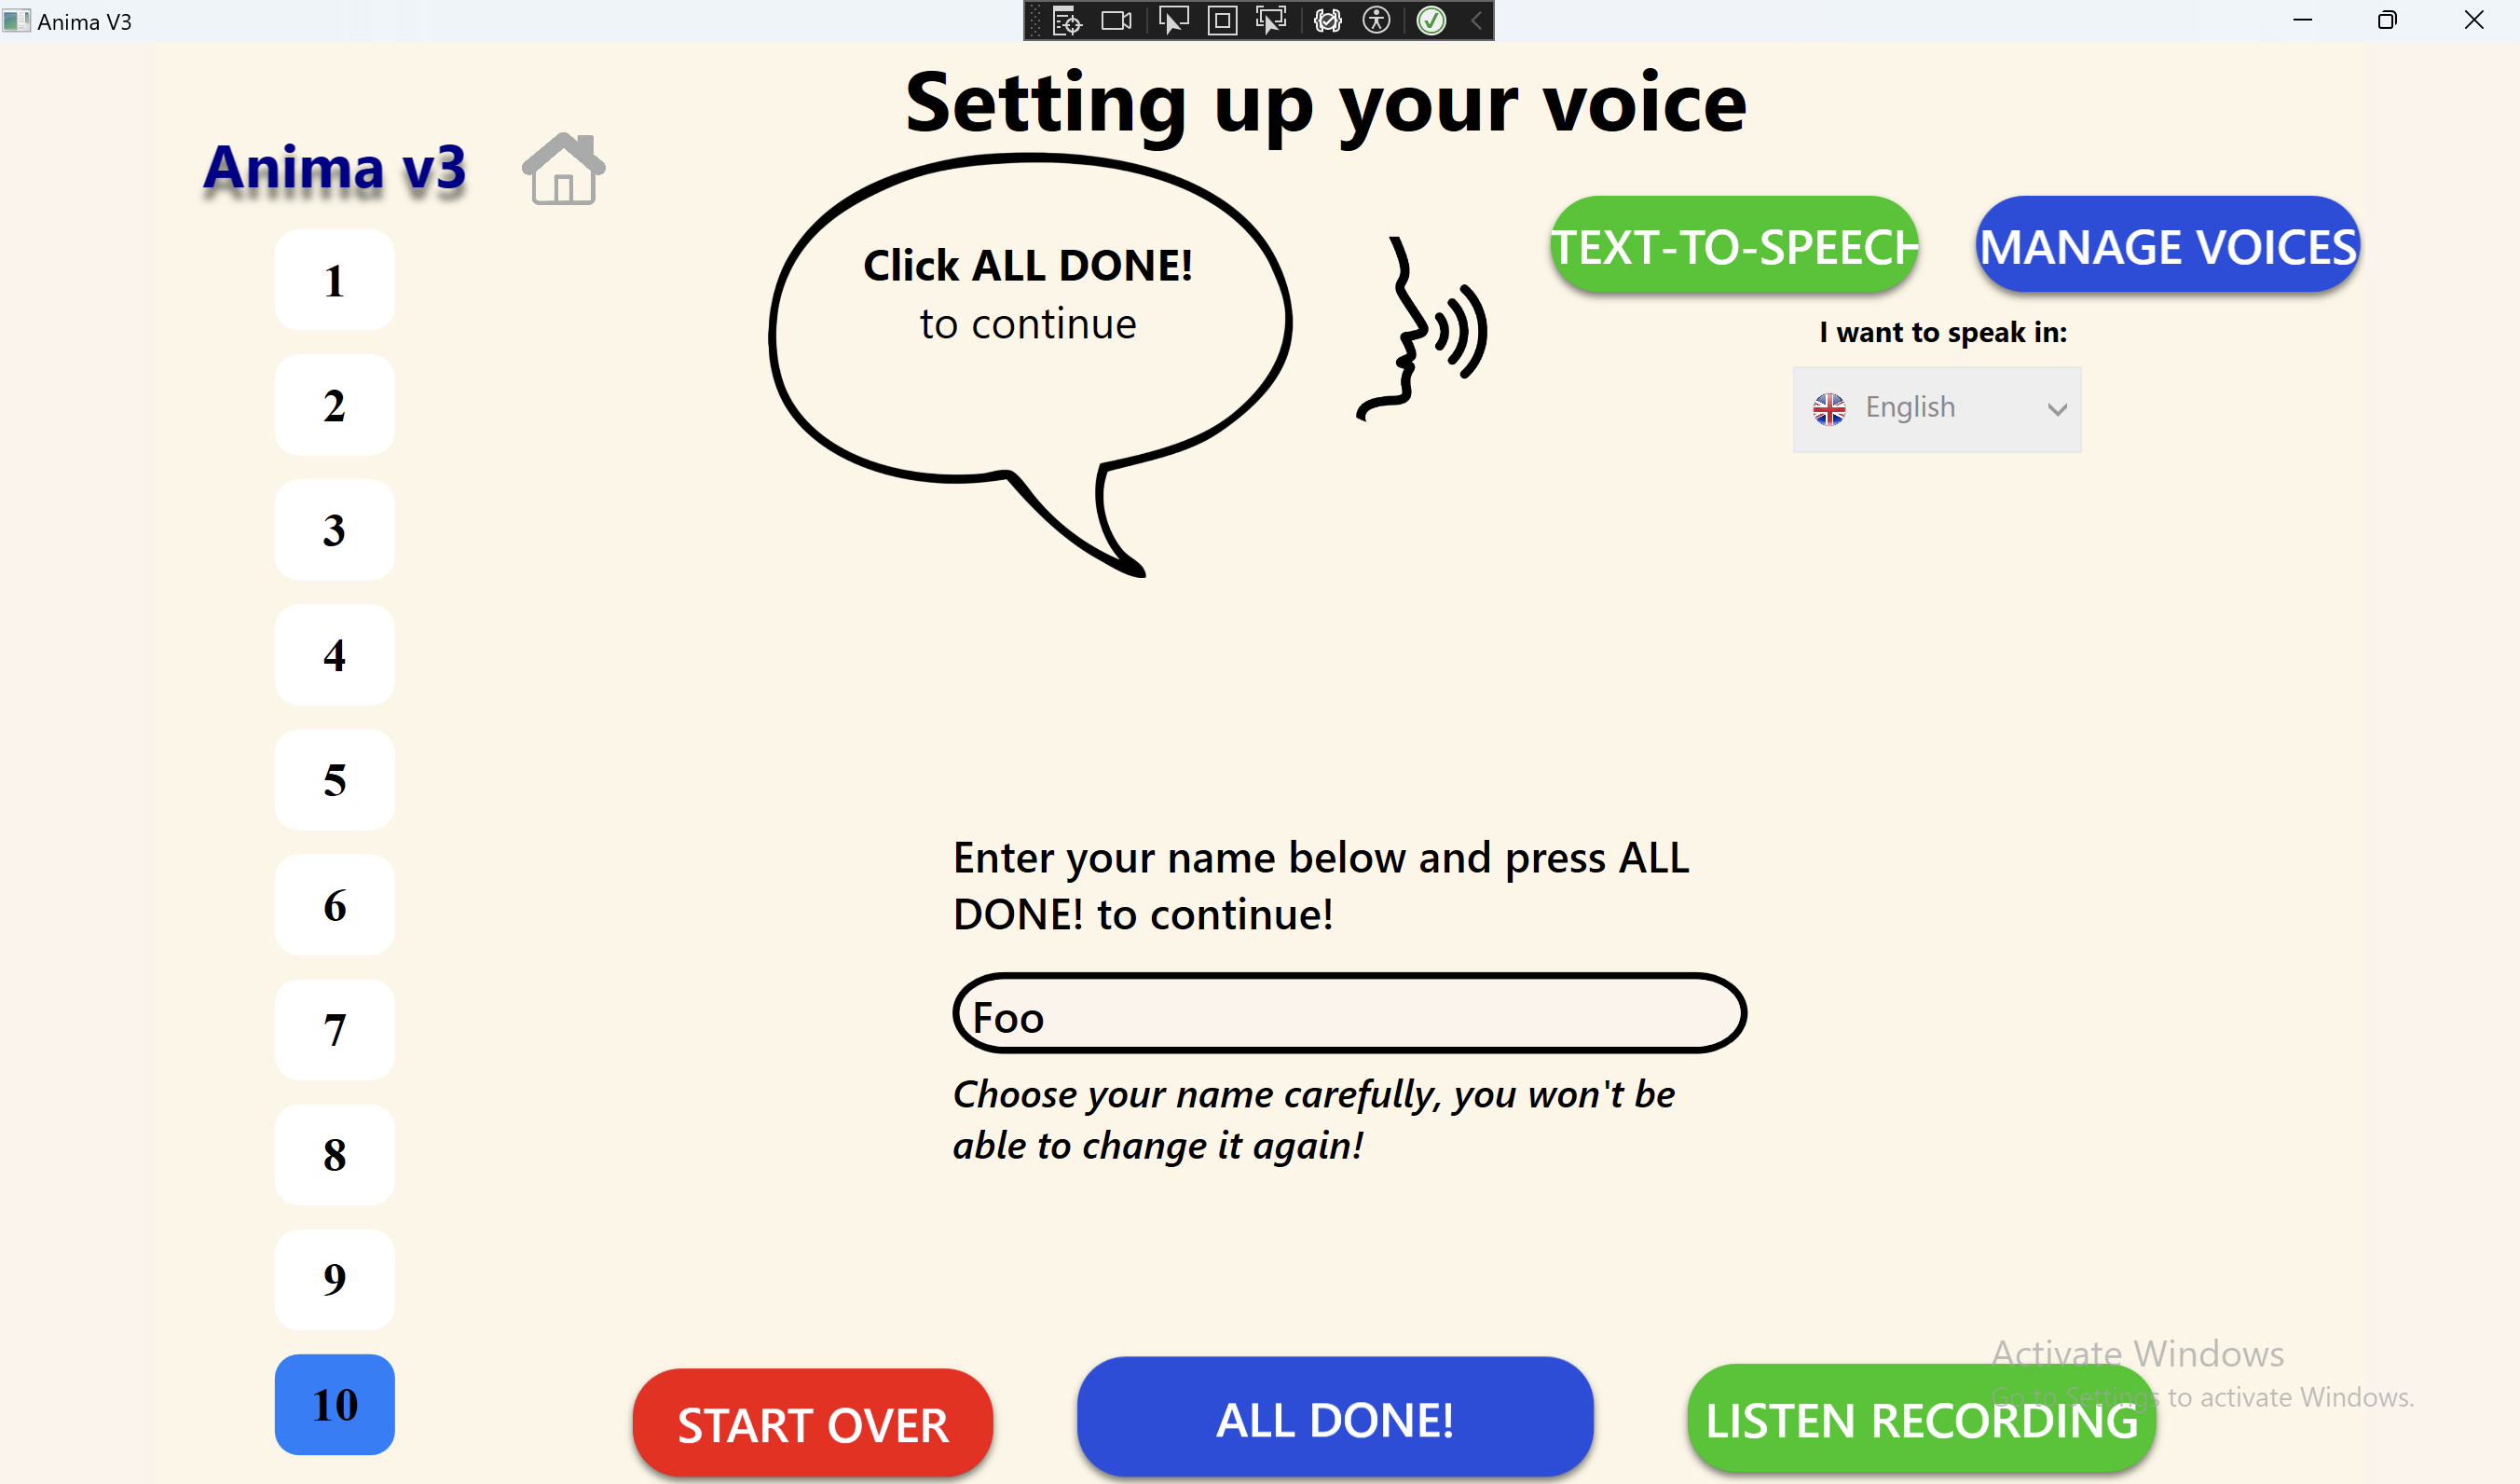 Anima V3
Setting up your voice
Anima v3
Click ALL DONE!
to continue
TEXT-TO-SPEECH
MANAGE VOICES
I want to speak in:
English
1
2
3
4
5
6
7
8
9
10
Enter your name below and press ALL
DONE! to continue!
Foo
Choose your name carefully, you won't be
able to change it again!
START OVER
ALL DONE!
LISTEN RECORDING
Activate Windows
Go to Settings to activate Windows.